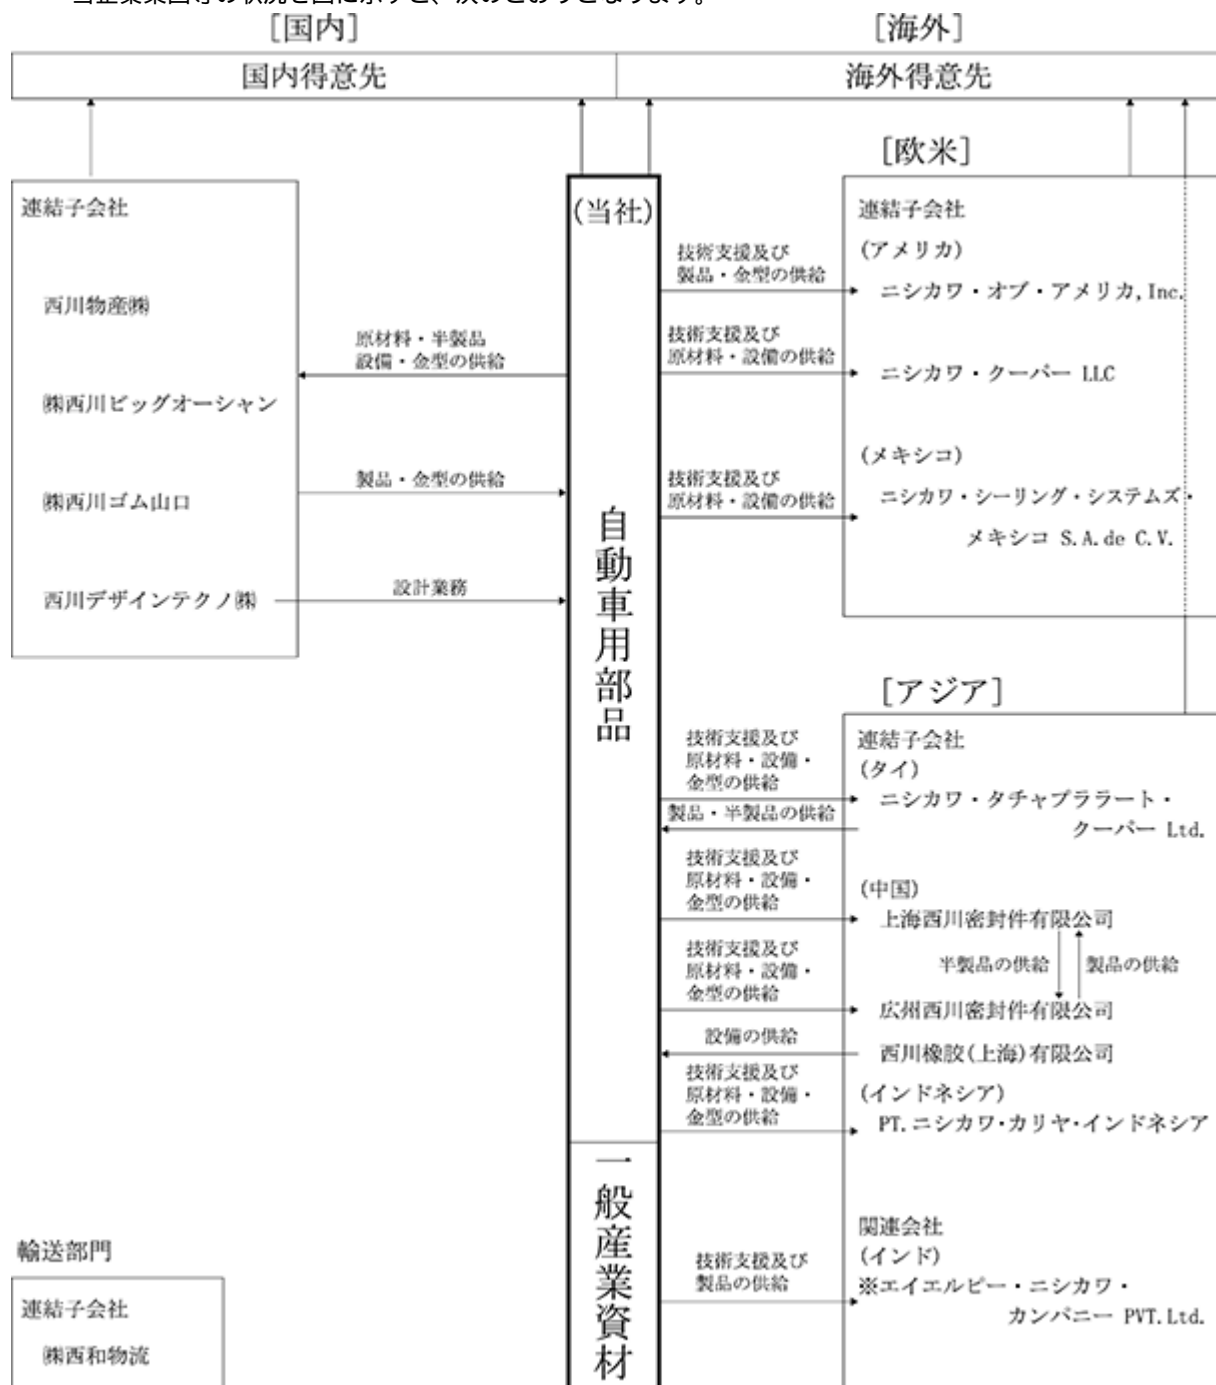 当企業集団等の状況を図に示すと、次のとおりとなります。
[国内]
[海外]
国内得意先
海外得意先
[欧米]
連結子会社
西川物産㈱
㈱西川ビッグオーシャン
㈱西川ゴム山口
西川デザインテクノ㈱
原材料・半製品
設備・金型の供給
製品・金型の供給
設計業務
(当社)
自動車用部品
一般産業資材
技術支援及び
製品・金型の供給
技術支援及び
原材料・設備の供給
技術支援及び
原材料・設備の供給
連結子会社
(アメリカ)
ニシカワ・オブ・アメリカ,Inc.
ニシカワ・クーパー LLC
(メキシコ)
ニシカワ・シーリング・システムズ・
メキシコ S.A.de C.V.
[アジア]
技術支援及び
原材料・設備・
金型の供給
製品・半製品の供給
技術支援及び
原材料・設備・
金型の供給
技術支援及び
原材料・設備・
金型の供給
設備の供給
技術支援及び
原材料・設備・
金型の供給
技術支援及び
製品の供給
連結子会社
(タイ)
ニシカワ・タチャプララート・
クーパー Ltd.
(中国)
上海西川密封件有限公司
半製品の供給
製品の供給
広州西川密封件有限公司
西川橡胶(上海)有限公司
(インドネシア)
PT.ニシカワ・カリヤ・インドネシア
関連会社
(インド)
※エイエルピー・ニシカワ・
カンパニー PVT.Ltd.
輸送部門
連結子会社
㈱西和物流